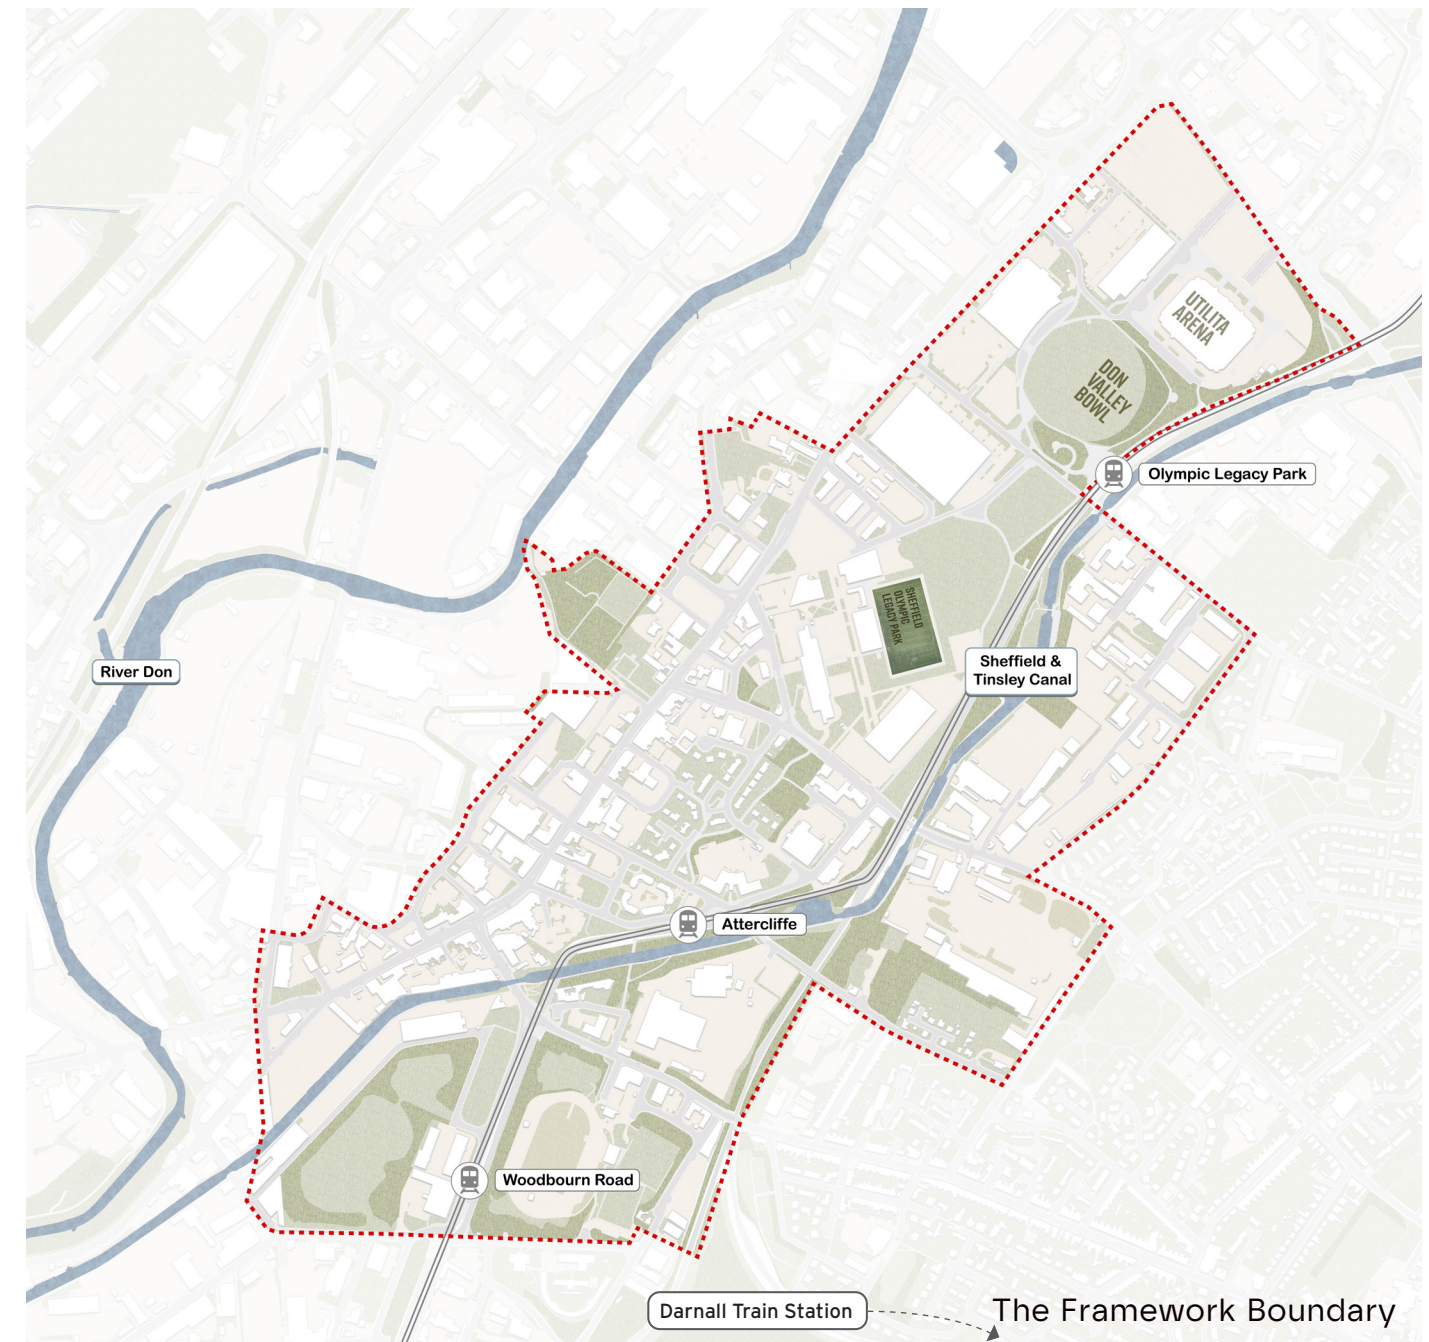 UTILITA
ARENA
DON
VALLEY
BOWL
Olympic Legacy Park
SHEFFIELD
OLYMPIC
LEGACY PARK
Sheffield &
Tinsley Canal
River Don
Attercliffe
Woodbourn Road
Darnall Train Station
The Framework Boundary